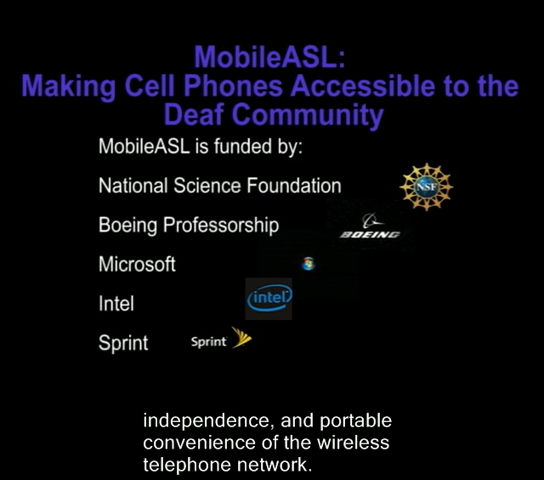 MobileASL:
Making Cell Phones Accessible to the
Deaf Community
MobileASL is funded by:
National Science Foundation
NSF
Boeing Professorship
BOEING
Microsoft
Intel
intel
Sprint
Sprint
independence, and portable
convenience of the wireless
telephone network.